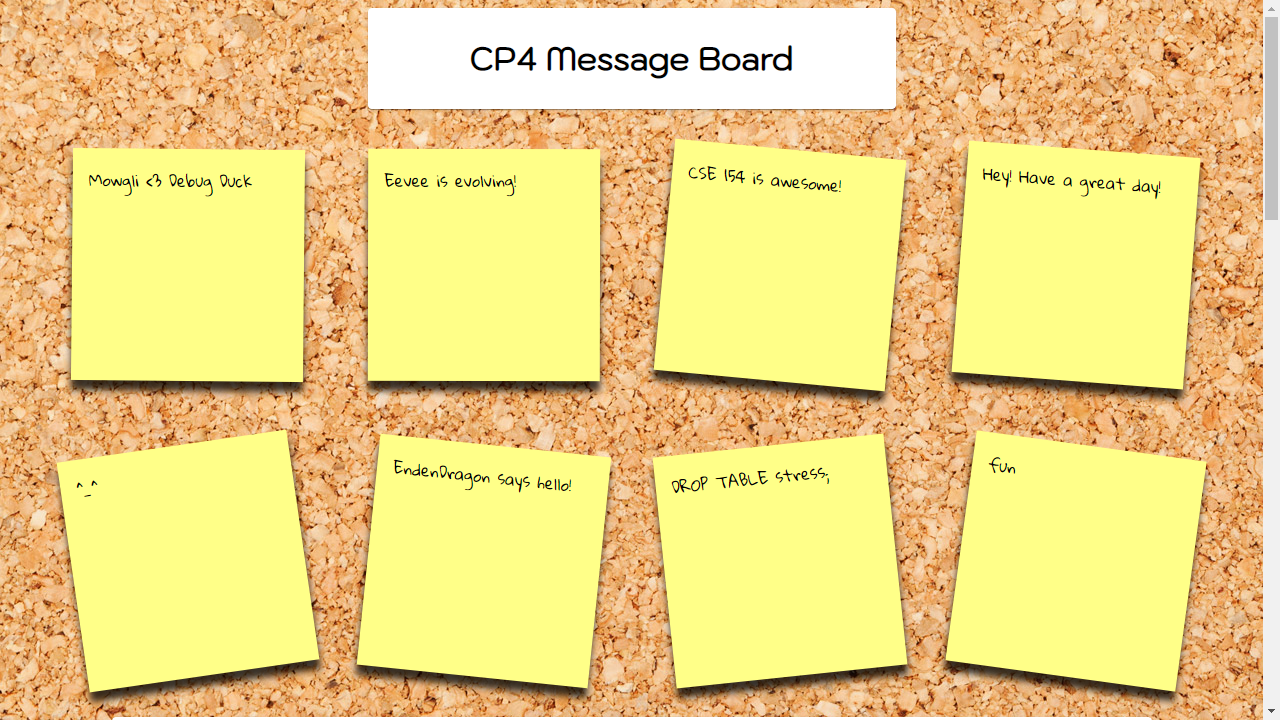 CP4 Message Board
Mowgli <3 Debug Duck
Eevee is evolving!
CSE 154 is awesome!
Hey! Have a great day!
^_^
EndenDragon says hello!
DROP TABLE stress;
fun